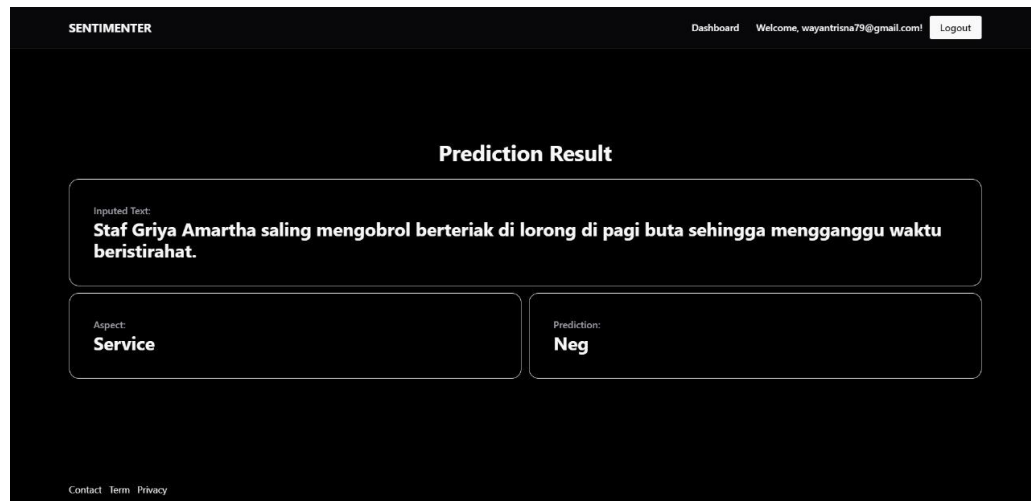 SENTIMENTER
Dashboard Welcome, wayantrisna79@gmail.com! Logout
Prediction Result
Inputed Text:
Staf Griya Amartha saling mengobrol berteriak di lorong di pagi buta sehingga mengganggu waktu
beristirahat.
Aspect:
Service
Prediction:
Neg
Contact Term Privacy